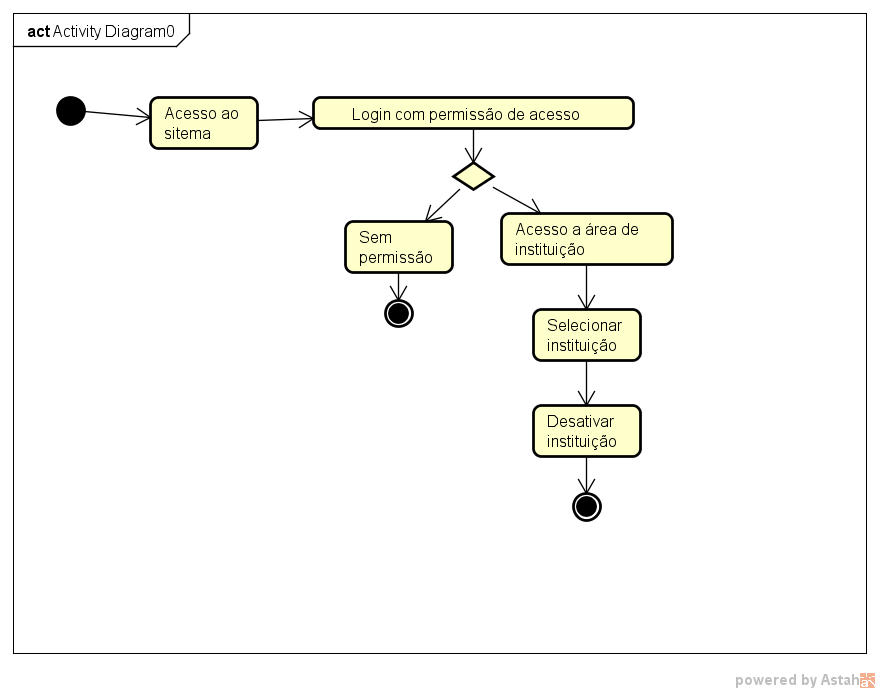 act Activity Diagram0
Acesso ao
sitema
Login com permissão de acesso
Sem
permissão
Acesso a área de
instituição
Selecionar
instituição
Desativar
instituição
powered by Astah